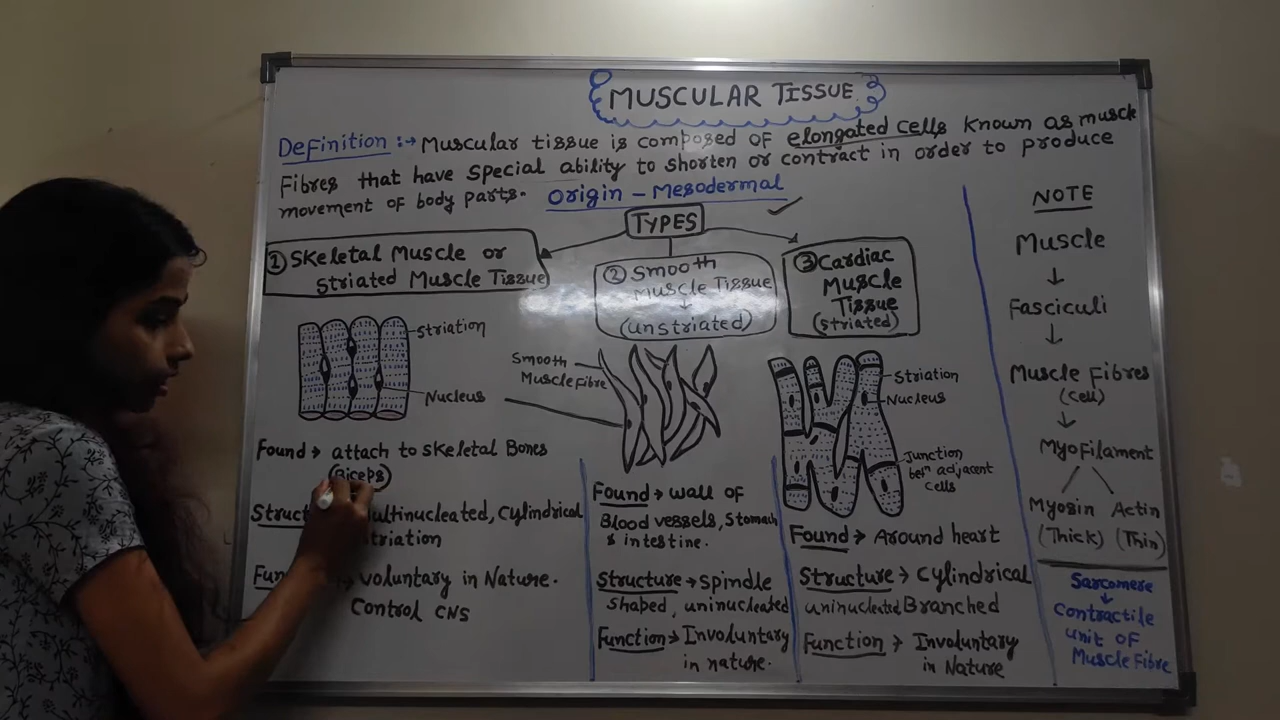 MUSCULAR TISSUE
Definition :→ Muscular tissue is composed of elongated cells known as muscle
Fibres that have special ability to shorten or contract in order to produce
movement of body parts. Origin - Mesodermal
TYPES
① Skeletal Muscle or
Striated Muscle Tissue
striation
Nucleus
Found → attach to skeletal Bones
(Biceps)
Multinucleated, Cylindrical
striation
→ voluntary in Nature.
Control CNS
② Smooth
Muscle Tissue
↓
(unstriated)
Smooth
Muscle Fibre
Found → wall of
Blood vessels, Stomach
& intestine.
Structure → spindle
shaped, uninucleated
Function → Involuntary
in nature.
③ Cardiac
Muscle
Tissue
(striated)
Striation
Nucleus
Junction
betn adjacent
cells
Found → Around heart
Structure → Cylindrical
uninucleated, Branched
Function → Involuntary
in Nature
NOTE
Muscle
↓
Fasciculi
↓
Muscle Fibres
(cell)
↓
Myofilament
Myosin Actin
(Thick) (Thin)
Sarcomere
↓
Contractile
unit of
Muscle Fibre